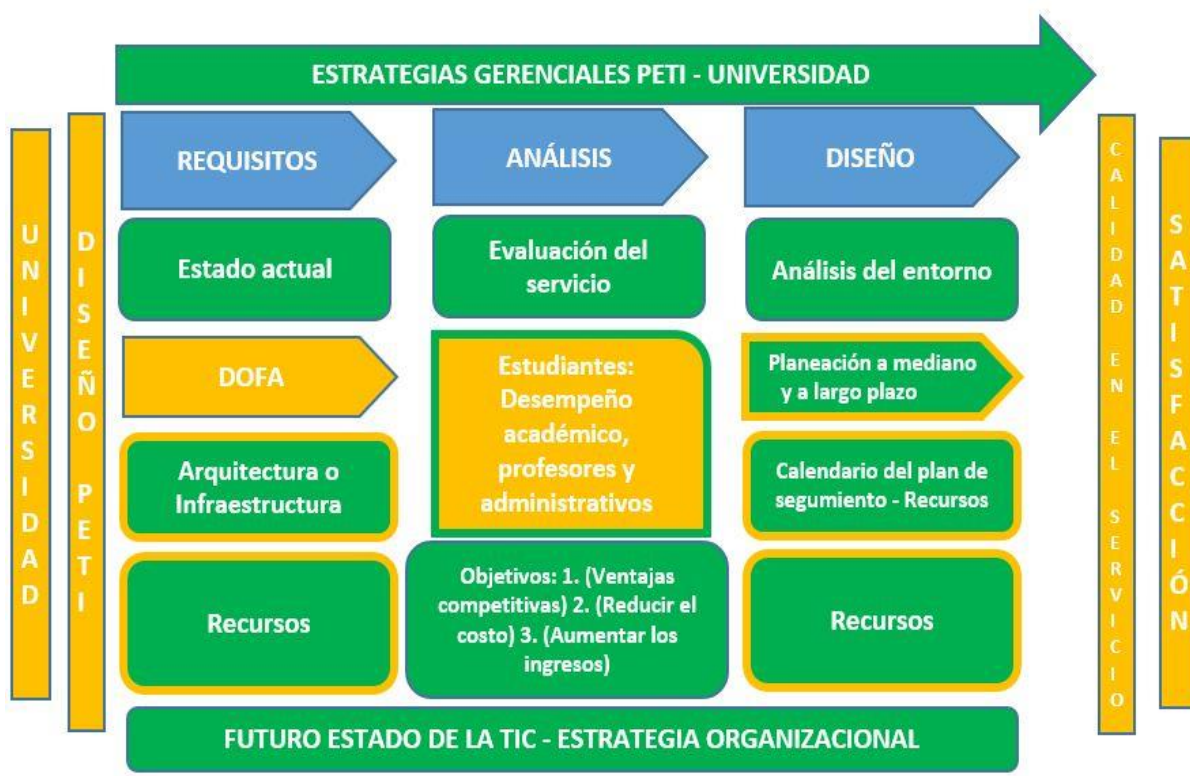 ESTRATEGIAS GERENCIALES PETI - UNIVERSIDAD
UNIVERSIDAD
DISEÑO PETI
REQUISITOS
Estado actual
DOFA
Arquitectura o
Infraestructura
Recursos
ANÁLISIS
Evaluación del
servicio
Estudiantes:
Desempeño
académico,
profesores y
administrativos
Objetivos: 1. (Ventajas
competitivas) 2. (Reducir el
costo) 3. (Aumentar los
ingresos)
DISEÑO
Análisis del entorno
Planeación a mediano
y a largo plazo
Calendario del plan de
segumiento - Recursos
Recursos
CALIDAD EN EL SERVICIO
SATISFACCIÓN
FUTURO ESTADO DE LA TIC - ESTRATEGIA ORGANIZACIONAL